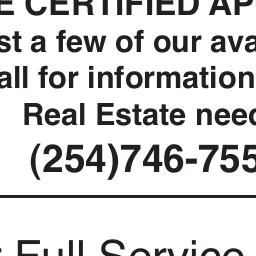 E CERTIFIED AP
st a few of our ava
all for information
Real Estate need
(254)746-755
r Full Service